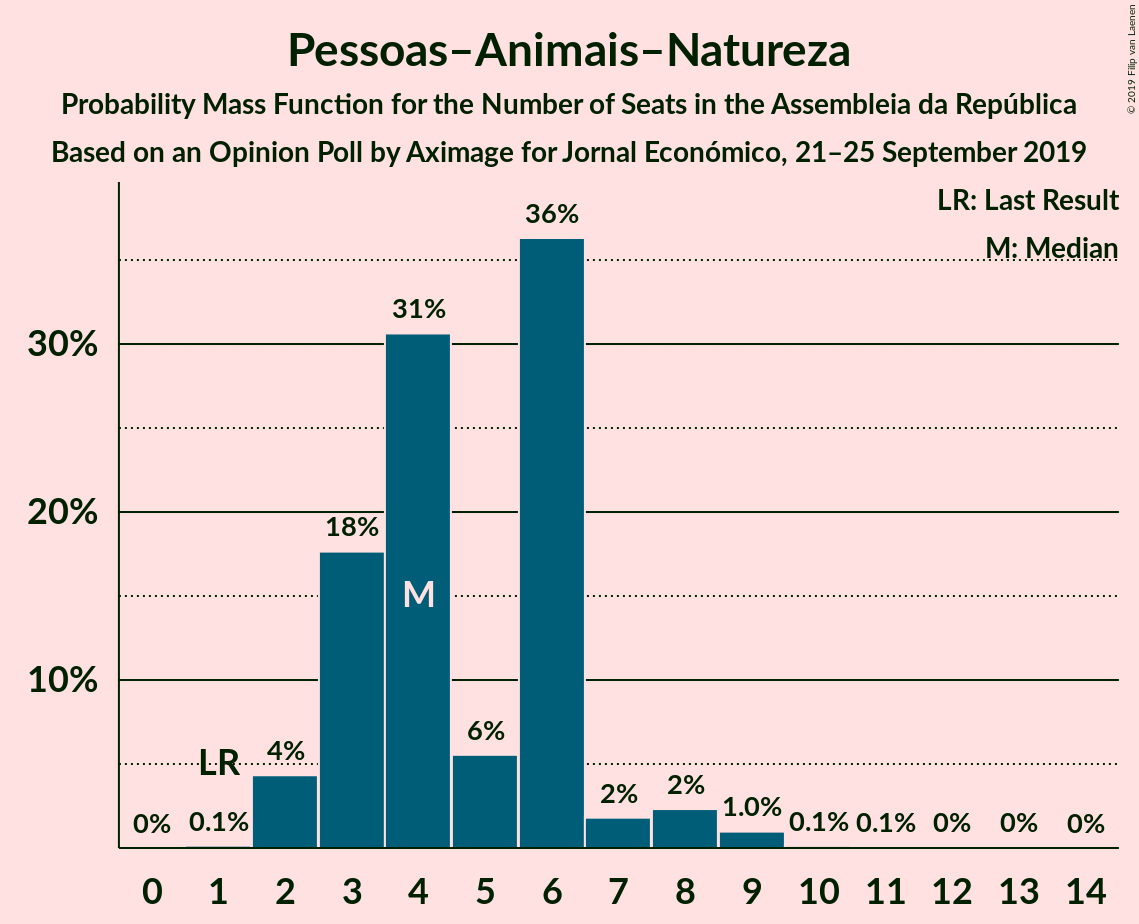 Pessoas–Animais–Natureza
Probability Mass Function for the Number of Seats in the Assembleia da República
Based on an Opinion Poll by Aximage for Jornal Económico, 21–25 September 2019
© 2019 Filip van Laenen
LR: Last Result
M: Median
30%
20%
10%
0%
0.1%
LR
4%
18%
31%
M
6%
36%
2%
2%
1.0%
0.1%
0.1%
0%
0%
0%
0 1 2 3 4 5 6 7 8 9 10 11 12 13 14